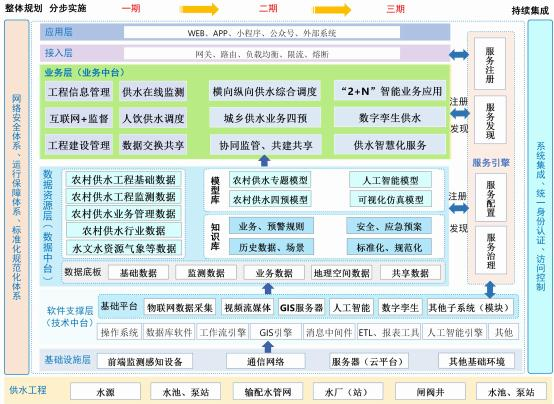 整体规划 分步实施 一期 二期 三期 持续集成
网络安全体系、运行保障体系、标准化规范体系
应用层 WEB、APP、小程序、公众号、外部系统
接入层 网关、路由、负载均衡、限流、熔断
业务层（业务中台）
工程信息管理 供水在线监测 横向纵向供水综合调度 “2+N”智能业务应用
互联网+监督 人饮供水调度 城乡供水业务四预 数字孪生供水
工程建设管理 数据交换共享 协同监管、共建共享 供水智慧化服务
数据资源层（数据中台）
农村供水工程基础数据
农村供水工程监测数据
农村供水业务管理数据
农村供水行业数据
水文水资源气象等数据
模型库
农村供水专题模型 人工智能模型
农村供水四预模型 可视化仿真模型
知识库
业务、预警规则 安全、应急预案
历史数据、场景 标准化、规范化
数据底板 基础数据 监测数据 业务数据 地理空间数据 共享数据
软件支撑层（技术中台）
基础平台 物联网数据采集 视频流媒体 GIS服务器 人工智能 数字孪生 其他子系统（模块）
操作系统 数据库软件 工作流引擎 GIS引擎 消息中间件 ETL、报表工具 人工智能引擎 其他
基础设施层 前端监测感知设备 通信网络 服务器（云平台） 其他基础环境
供水工程 水源 水池、泵站 输配水管网 水厂（站） 闸阀井 水池、泵站
注册
发现
注册
发现
服务注册
服务发现
服务引擎
服务配置
服务治理
系统集成、统一身份认证、访问控制